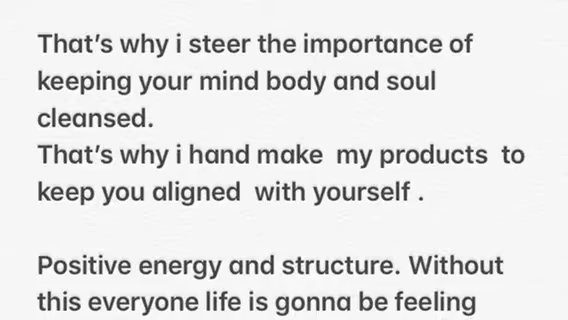 That’s why i steer the importance of
keeping your mind body and soul
cleansed.
That’s why i hand make  my products  to
keep you aligned  with yourself .
Positive energy and structure. Without
this everyone life is gonna be feeling